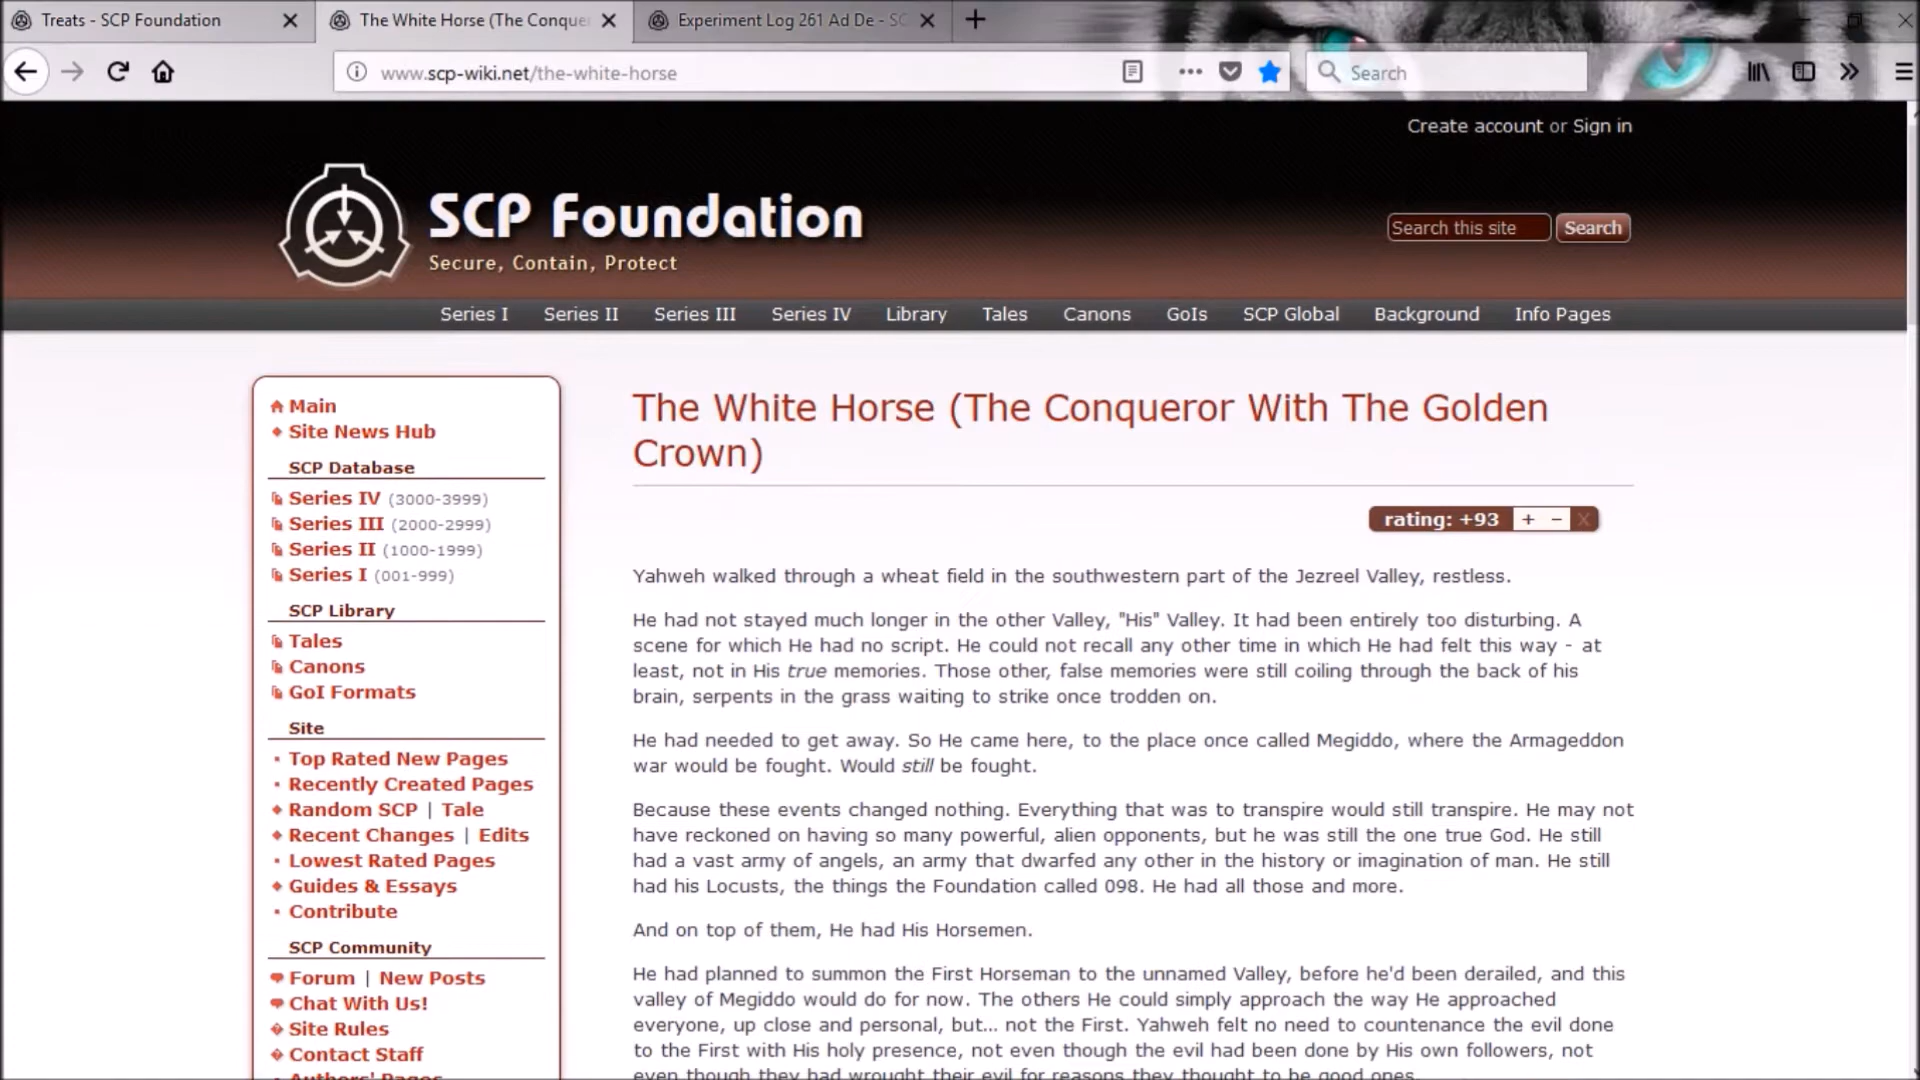 Treats - SCP Foundation
The White Horse (The Conque
Experiment Log 261 Ad De - SC
www.scp-wiki.net/the-white-horse
Search
Create account or Sign in
SCP Foundation
Secure, Contain, Protect
Search this site
Search
Series I Series II Series III Series IV Library Tales Canons GoIs SCP Global Background Info Pages
Main
Site News Hub
SCP Database
Series IV (3000-3999)
Series III (2000-2999)
Series II (1000-1999)
Series I (001-999)
SCP Library
Tales
Canons
GoI Formats
Site
Top Rated New Pages
Recently Created Pages
Random SCP | Tale
Recent Changes | Edits
Lowest Rated Pages
Guides & Essays
Contribute
SCP Community
Forum | New Posts
Chat With Us!
Site Rules
Contact Staff
Authors' Pages
The White Horse (The Conqueror With The Golden
Crown)
rating: +93 + − X
Yahweh walked through a wheat field in the southwestern part of the Jezreel Valley, restless.
He had not stayed much longer in the other Valley, "His" Valley. It had been entirely too disturbing. A
scene for which He had no script. He could not recall any other time in which He had felt this way - at
least, not in His true memories. Those other, false memories were still coiling through the back of his
brain, serpents in the grass waiting to strike once trodden on.
He had needed to get away. So He came here, to the place once called Megiddo, where the Armageddon
war would be fought. Would still be fought.
Because these events changed nothing. Everything that was to transpire would still transpire. He may not
have reckoned on having so many powerful, alien opponents, but he was still the one true God. He still
had a vast army of angels, an army that dwarfed any other in the history or imagination of man. He still
had his Locusts, the things the Foundation called 098. He had all those and more.
And on top of them, He had His Horsemen.
He had planned to summon the First Horseman to the unnamed Valley, before he'd been derailed, and this
valley of Megiddo would do for now. The others He could simply approach the way He approached
everyone, up close and personal, but... not the First. Yahweh felt no need to countenance the evil done
to the First with His holy presence, not even though the evil had been done by His own followers, not
even though they had wrought their evil for reasons they thought to be good ones.